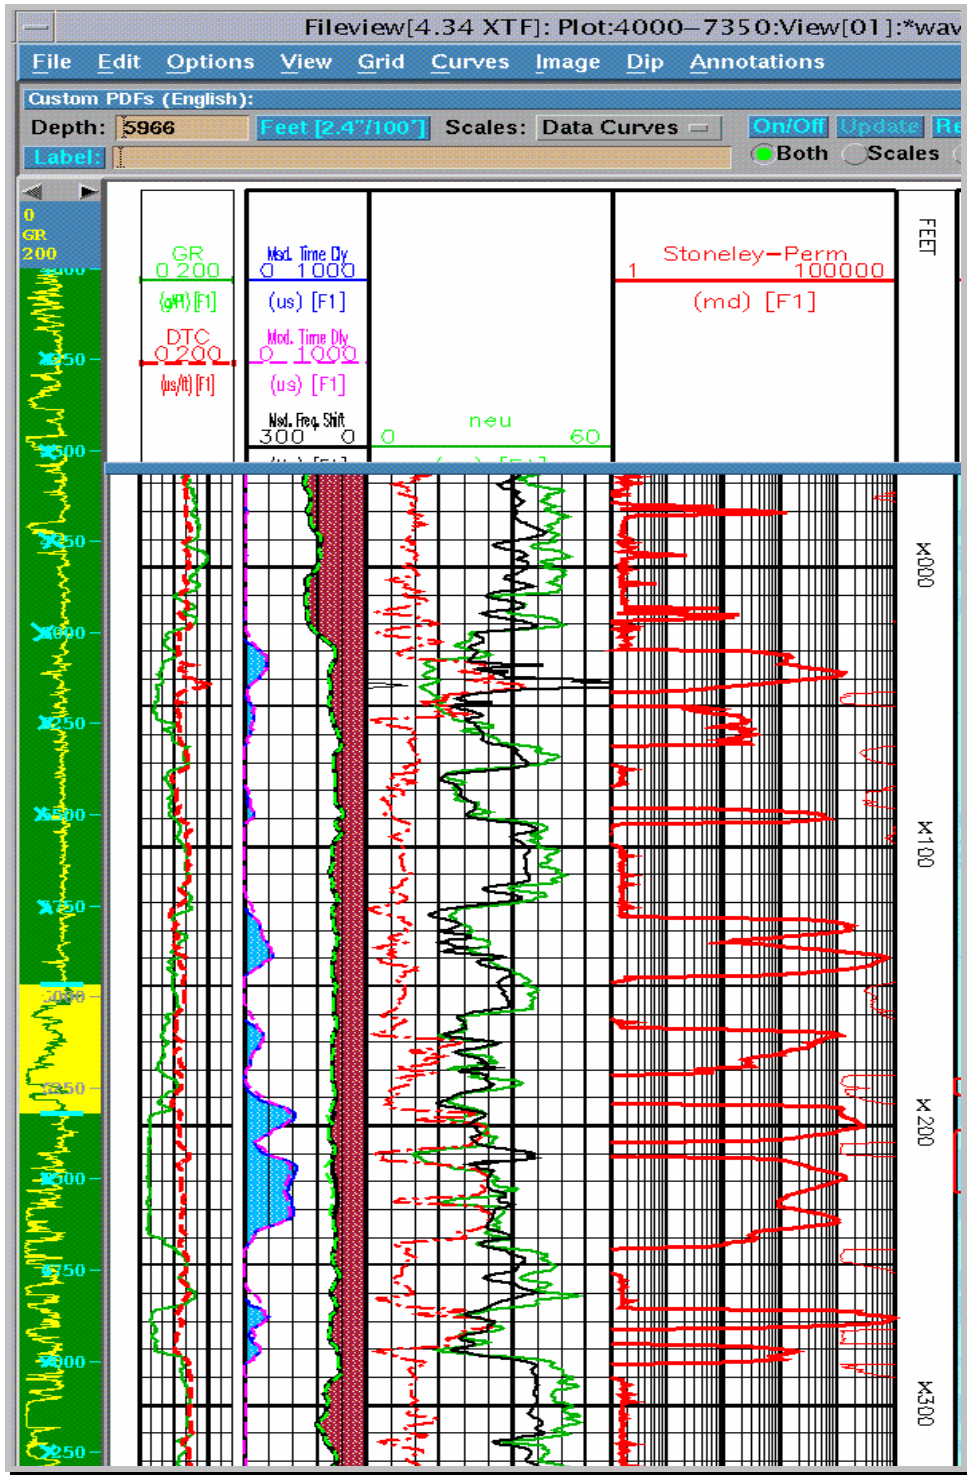 Fileview[4.34 XTF]: Plot:4000-7350:View[01]:*wav
File Edit Options View Grid Curves Image Dip Annotations
Custom PDFs (English):
Depth: 5966 Feet [2.4"/100'] Scales: Data Curves On/Off Update Re
Label: Both Scales
0
GR
200
GR
0 200
[F1]
DTC
0 200
(us/ft) [F1]
Msd. Time Dly
0 1000
(us) [F1]
Mod. Time Dly
0 1000
(us) [F1]
Msd. Freq. Shift
300 0
neu
0 60
Stoneley-Perm
1 100000
(md) [F1]
FEET
x000
x100
x200
x300